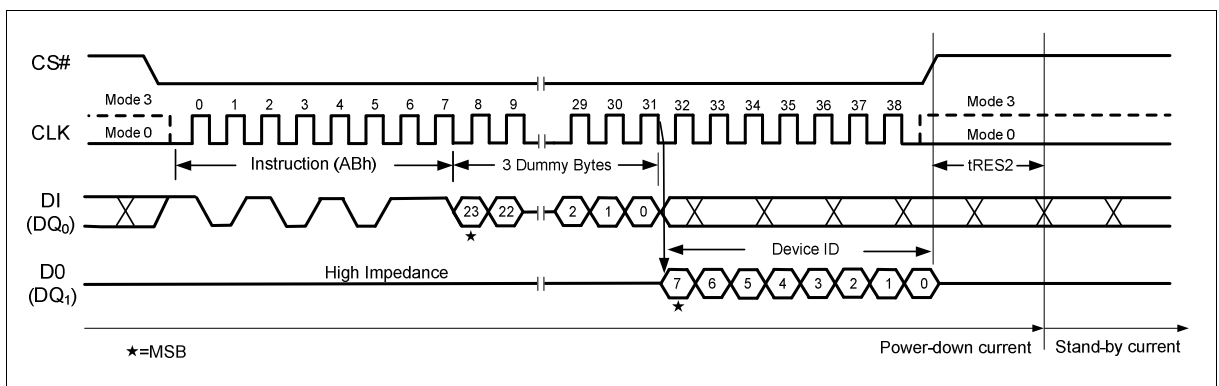 CS#
Mode 3 0 1 2 3 4 5 6 7 8 9 29 30 31 32 33 34 35 36 37 38 Mode 3
CLK Mode 0 Mode 0
Instruction (ABh) 3 Dummy Bytes tRES2
DI
(DQ0) 23 22 2 1 0
★
Device ID
High Impedance
D0
(DQ1) 7 6 5 4 3 2 1 0
★
★=MSB Power-down current Stand-by current